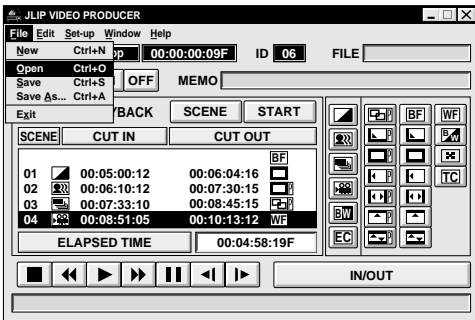 JLIP VIDEO PRODUCER
File Edit Set-up Window Help
New Ctrl+N
Open Ctrl+O
Save Ctrl+S
Save As... Ctrl+A
Exit
00:00:00:09F ID 06 FILE
OFF MEMO
BACK SCENE START
SCENE CUT IN CUT OUT
BF
01 00:05:00:12 00:06:04:16
02 00:06:10:12 00:07:30:15 P
03 00:07:33:10 00:08:45:15 P
04 00:08:51:05 00:10:13:12 WF
ELAPSED TIME 00:04:58:19F
P BF WF
P B/W
P
P TC
P
BW P
EC P
IN/OUT